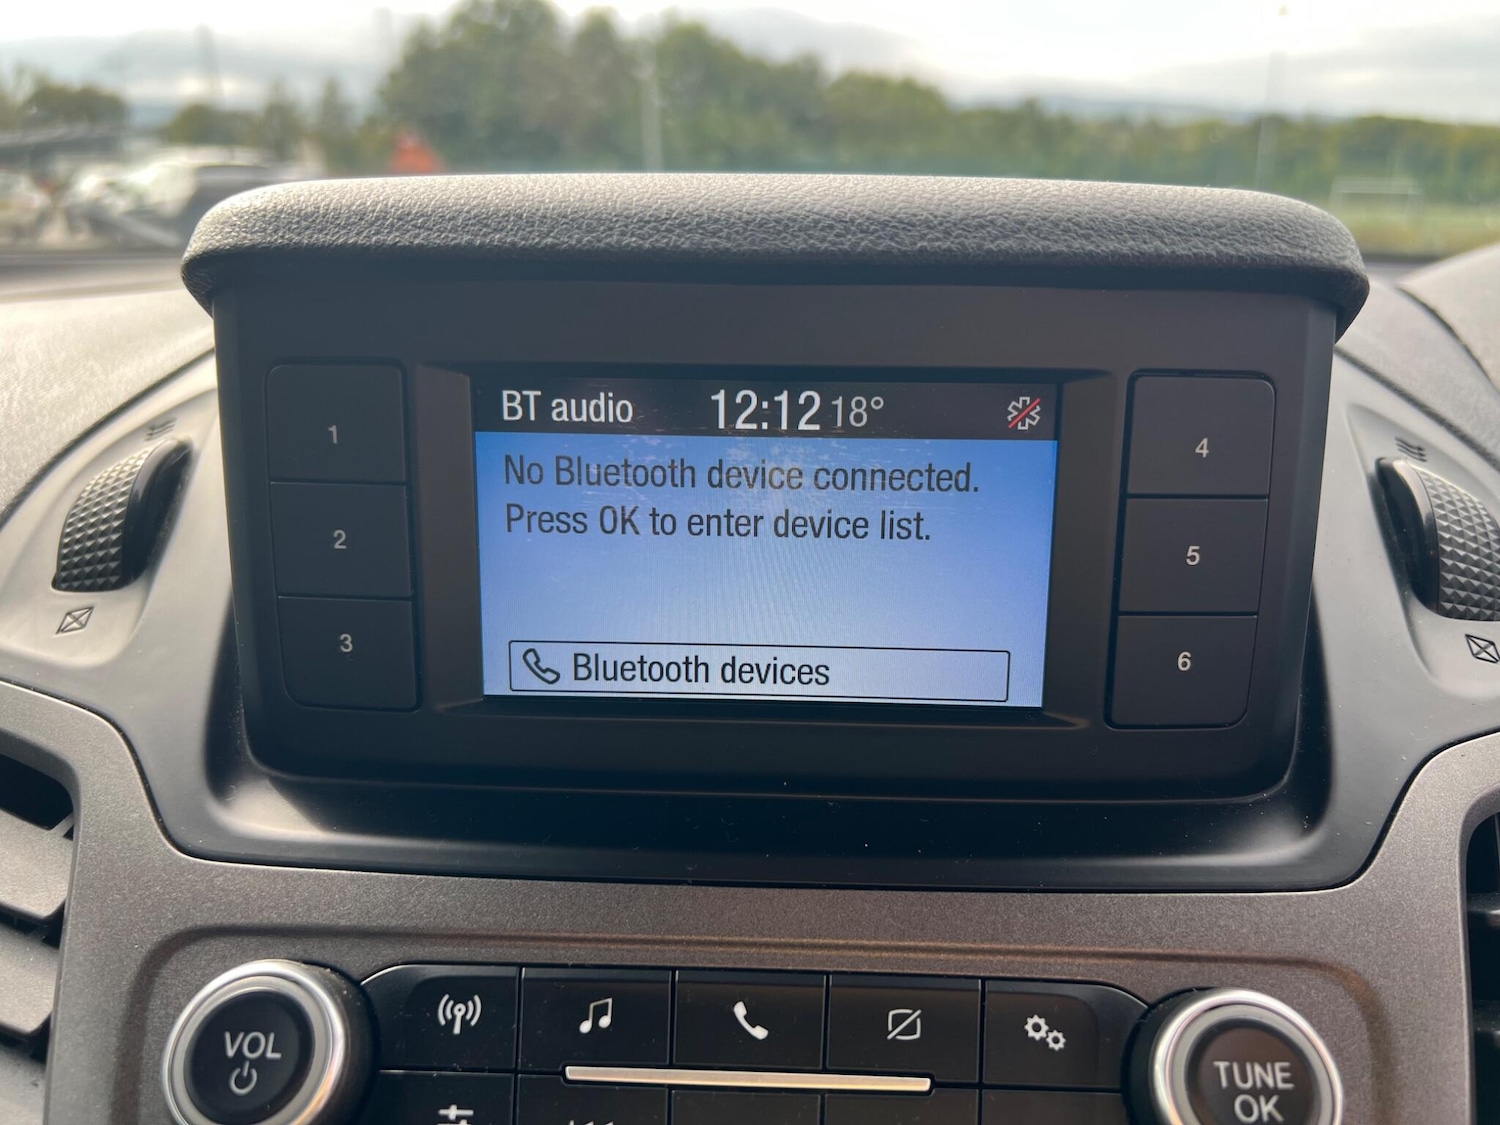 BT audio 12:12 18°
No Bluetooth device connected.
Press OK to enter device list.
Bluetooth devices
1
2
3
4
5
6
VOL
TUNE
OK